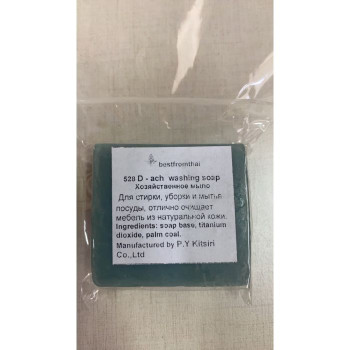 bestfromthai
528 D - ach washing soap
Хозяйственное мыло
Для стирки, уборки и мытья
посуды, отлично очищает
мебель из натуральной кожи.
Ingredients: soap base, titanium
dioxide, palm coal.
Manufactured by P.Y Kitsiri
Co.,Ltd